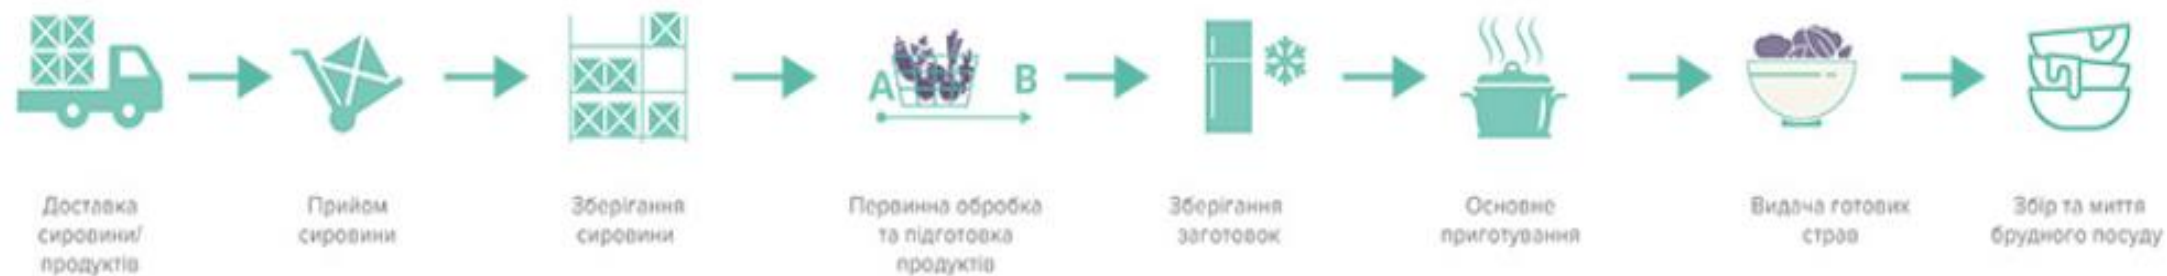 A
B
Доставка
сировини/
продуктів
Прийом
сировини
Зберігання
сировини
Первинна обробка
та підготовка
продуктів
Зберігання
заготовок
Основне
приготування
Видача готових
страв
Збір та миття
брудного посуду